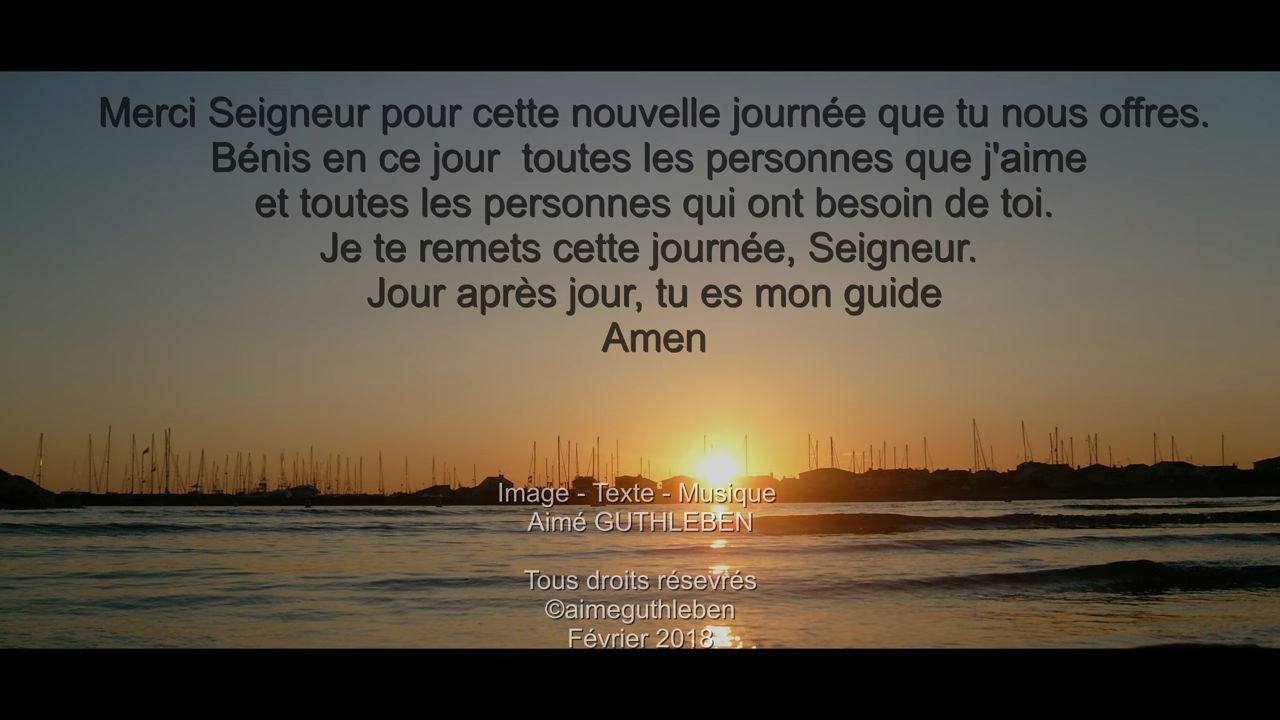 Merci Seigneur pour cette nouvelle journée que tu nous offres.
Bénis en ce jour  toutes les personnes que j'aime
et toutes les personnes qui ont besoin de toi.
Je te remets cette journée, Seigneur.
Jour après jour, tu es mon guide
Amen
Image - Texte - Musique
Aimé GUTHLEBEN
Tous droits résevrés
©aimeguthleben
Février 2018